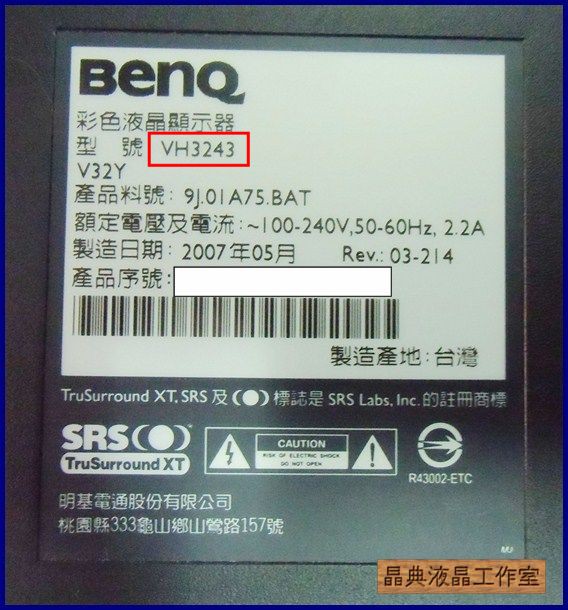 BenQ
彩色液晶顯示器
型 號 VH3243
V32Y
產品料號: 9J.01A75.BAT
額定電壓及電流: ~100-240V,50-60Hz, 2.2A
製造日期: 2007年05月 Rev.: 03-214
產品序號:
製造產地: 台灣
TruSurround XT, SRS 及 標誌是 SRS Labs, Inc. 的註冊商標
SRS
TruSurround XT
CAUTION
RISK OF ELECTRIC SHOCK
DO NOT OPEN
R43002-ETC
明基電通股份有限公司
桃園縣333龜山鄉山鶯路157號
MU
晶典液晶工作室